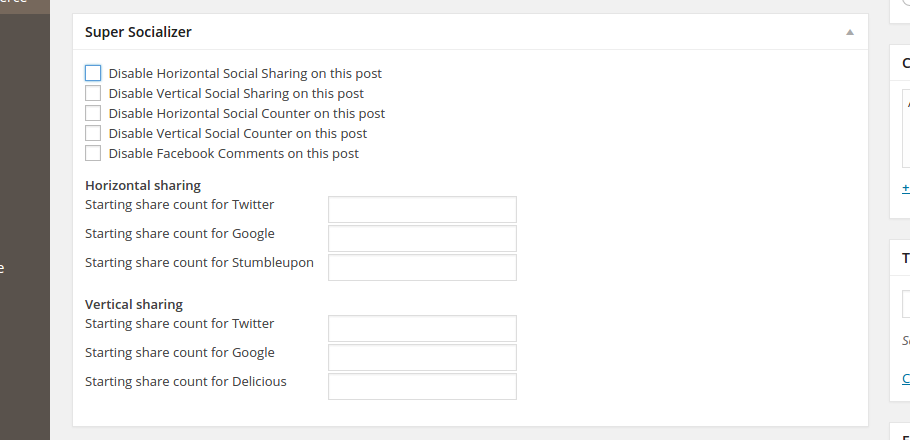 Super Socializer
Disable Horizontal Social Sharing on this post
Disable Vertical Social Sharing on this post
Disable Horizontal Social Counter on this post
Disable Vertical Social Counter on this post
Disable Facebook Comments on this post
Horizontal sharing
Starting share count for Twitter
Starting share count for Google
Starting share count for Stumbleupon
Vertical sharing
Starting share count for Twitter
Starting share count for Google
Starting share count for Delicious